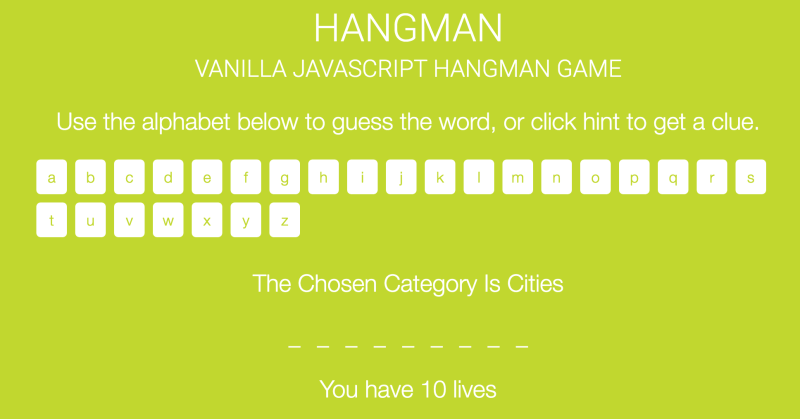 HANGMAN
VANILLA JAVASCRIPT HANGMAN GAME
Use the alphabet below to guess the word, or click hint to get a clue.
a b c d e f g h i j k l m n o p q r s
t u v w x y z
The Chosen Category Is Cities
_ _ _ _ _ _ _ _ _
You have 10 lives